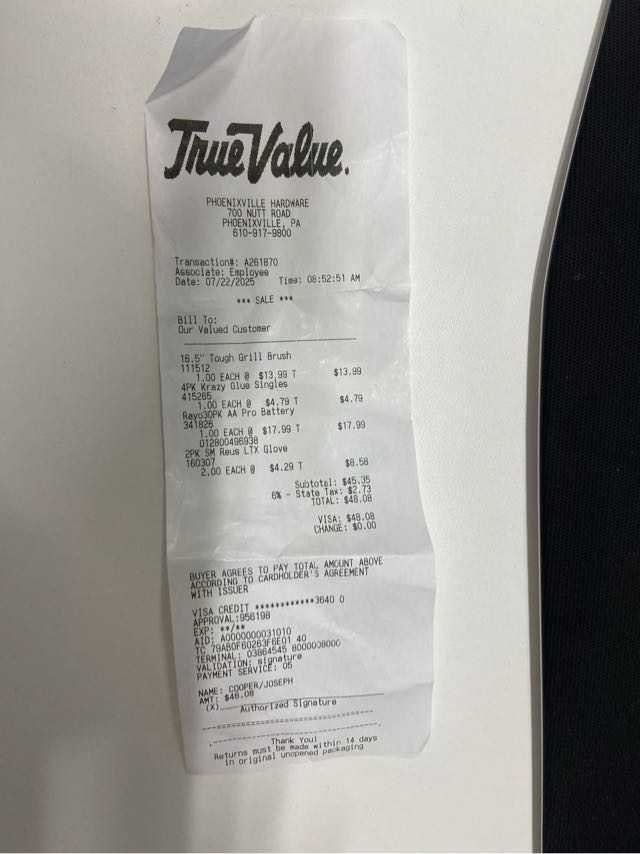 True Value.
PHOENIXVILLE HARDWARE
700 NUTT ROAD
PHOENIXVILLE, PA
610-917-9800
Transaction#: A261870
Associate: Employee
Date: 07/22/2025 Time: 08:52:51 AM
*** SALE ***
Bill To:
Our Valued Customer
16.5" Tough Grill Brush
111512
1.00 EACH @ $13.99 T $13.99
4PK Krazy Glue Singles
415265
1.00 EACH @ $4.79 T $4.79
Rayo30PK AA Pro Battery
341826
1.00 EACH @ $17.99 T $17.99
012800496938
2PK SM Reus LTX Glove
160307
2.00 EACH @ $4.29 T $8.58
Subtotal: $45.35
6% - State Tax: $2.73
TOTAL: $48.08
VISA: $48.08
CHANGE: $0.00
BUYER AGREES TO PAY TOTAL AMOUNT ABOVE
ACCORDING TO CARDHOLDER'S AGREEMENT
WITH ISSUER
VISA CREDIT ************3640 0
APPROVAL:956198
EXP: **/**
AID: A0000000031010
TC 79AB0F60263F6E01 40
TERMINAL: 03864545 8000008000
VALIDATION: signature
PAYMENT SERVICE: 05
NAME: COOPER/JOSEPH
AMT: $48.08
(X)
Authorized Signature
Thank You!
Returns must be made within 14 days
in original unopened packaging